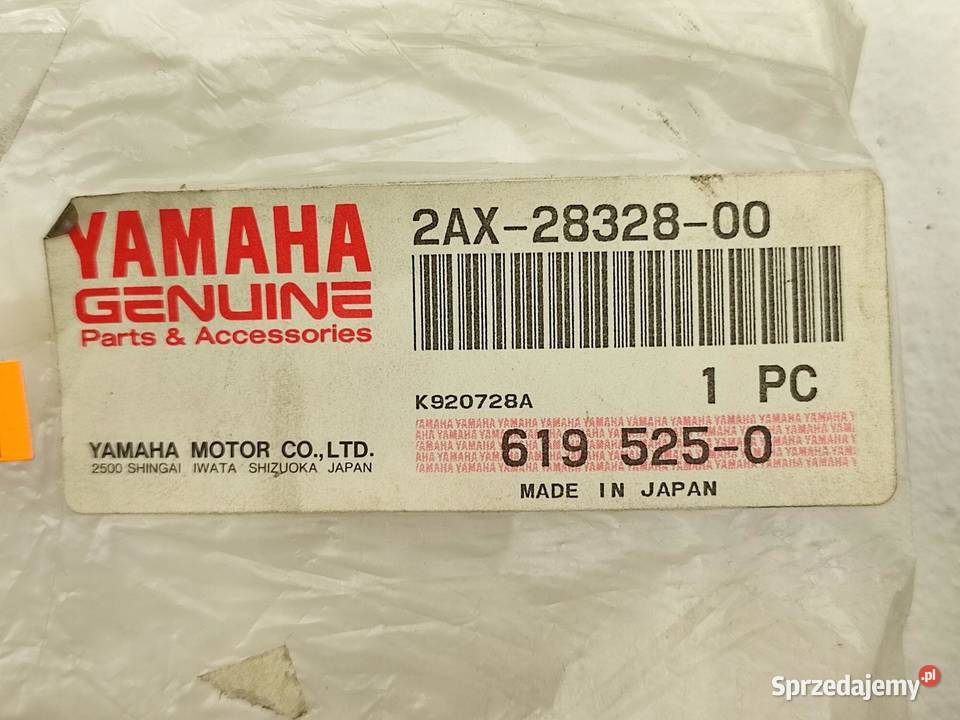 YAMAHA
GENUINE
Parts & Accessories
YAMAHA MOTOR CO.,LTD.
2500 SHINGAI IWATA SHIZUOKA JAPAN
2AX-28328-00
1 PC
K920728A
619 525-0
MADE IN JAPAN
Sprzedajemy.pl